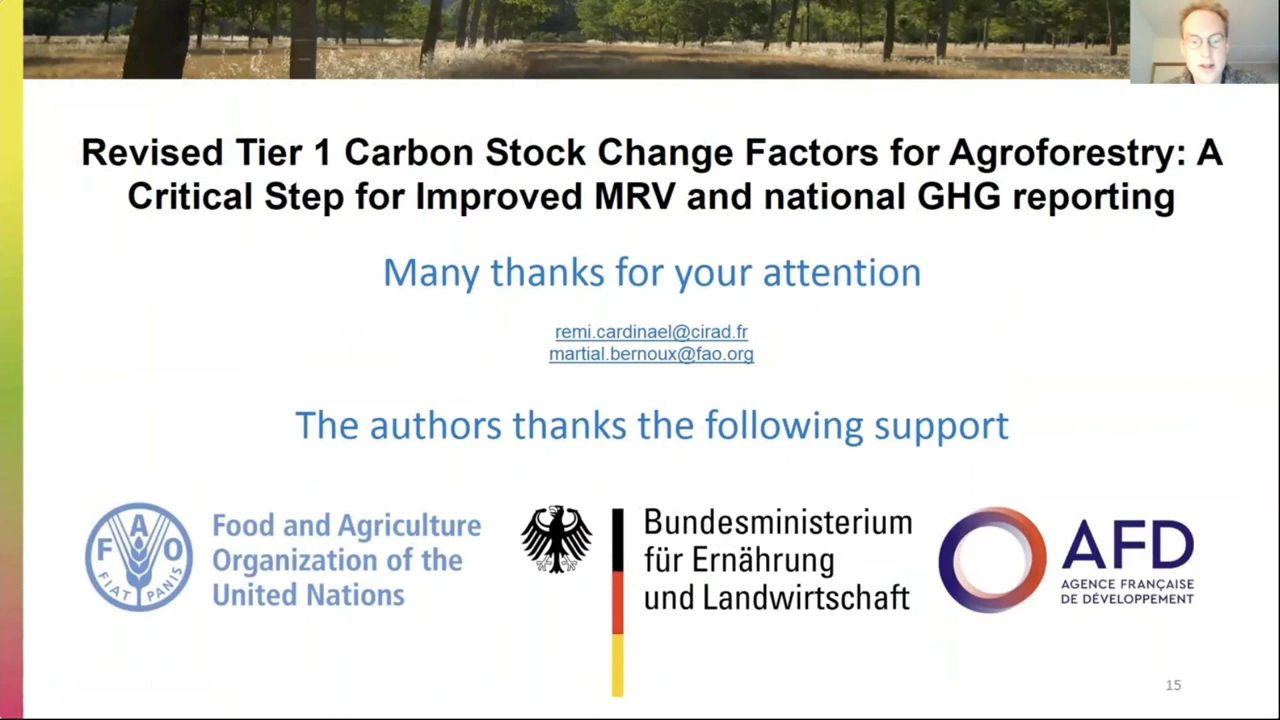 Revised Tier 1 Carbon Stock Change Factors for Agroforestry: A
Critical Step for Improved MRV and national GHG reporting
Many thanks for your attention
remi.cardinael@cirad.fr
martial.bernoux@fao.org
The authors thanks the following support
FAO
FIAT PANIS
Food and Agriculture
Organization of the
United Nations
Bundesministerium
für Ernährung
und Landwirtschaft
AFD
AGENCE FRANÇAISE
DE DÉVELOPPEMENT
15